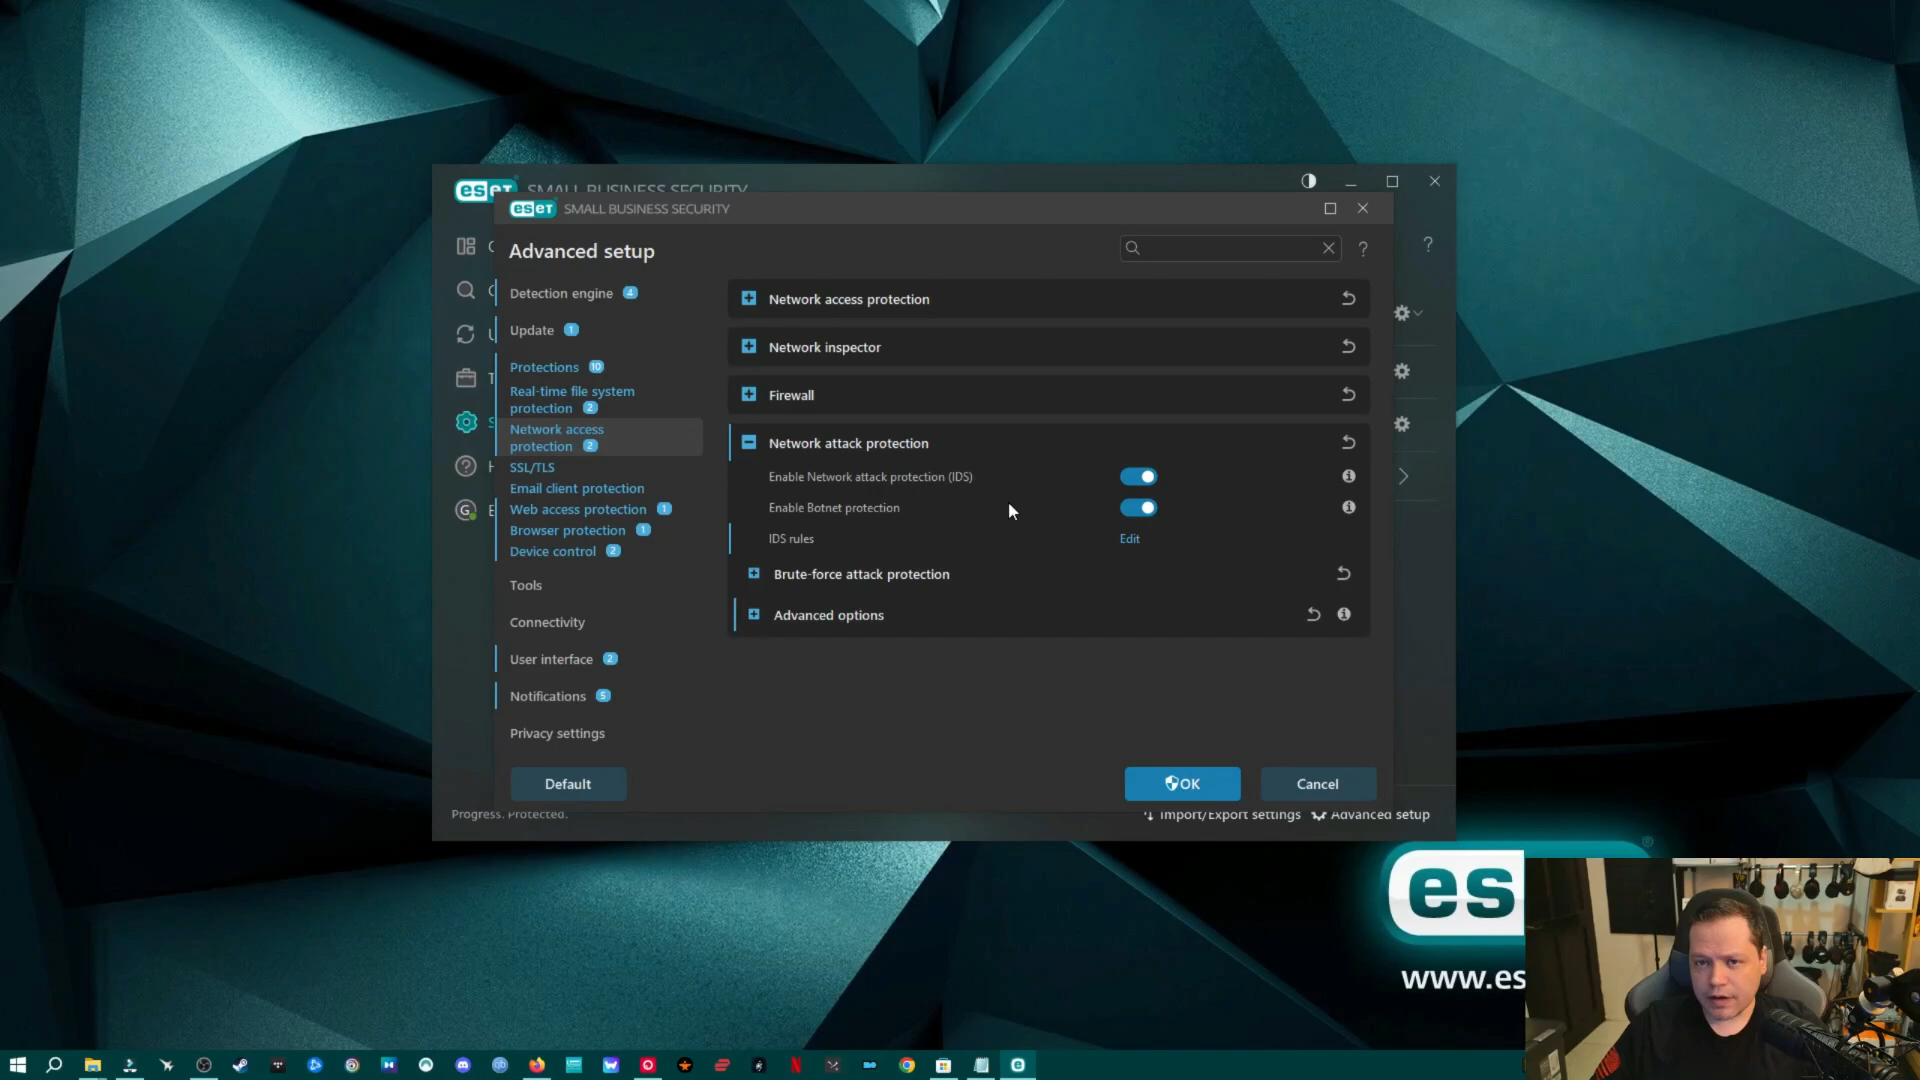 eset SMALL BUSINESS SECURITY
eset SMALL BUSINESS SECURITY
Advanced setup
Detection engine 4
Update 1
Protections 10
Real-time file system
protection 2
Network access
protection 2
SSL/TLS
Email client protection
Web access protection 1
Browser protection 1
Device control 2
Tools
Connectivity
User interface 2
Notifications 5
Privacy settings
Network access protection
Network inspector
Firewall
Network attack protection
Enable Network attack protection (IDS)
Enable Botnet protection
IDS rules Edit
Brute-force attack protection
Advanced options
Default OK Cancel
Progress. Protected. Import/Export settings Advanced setup
es
www.es